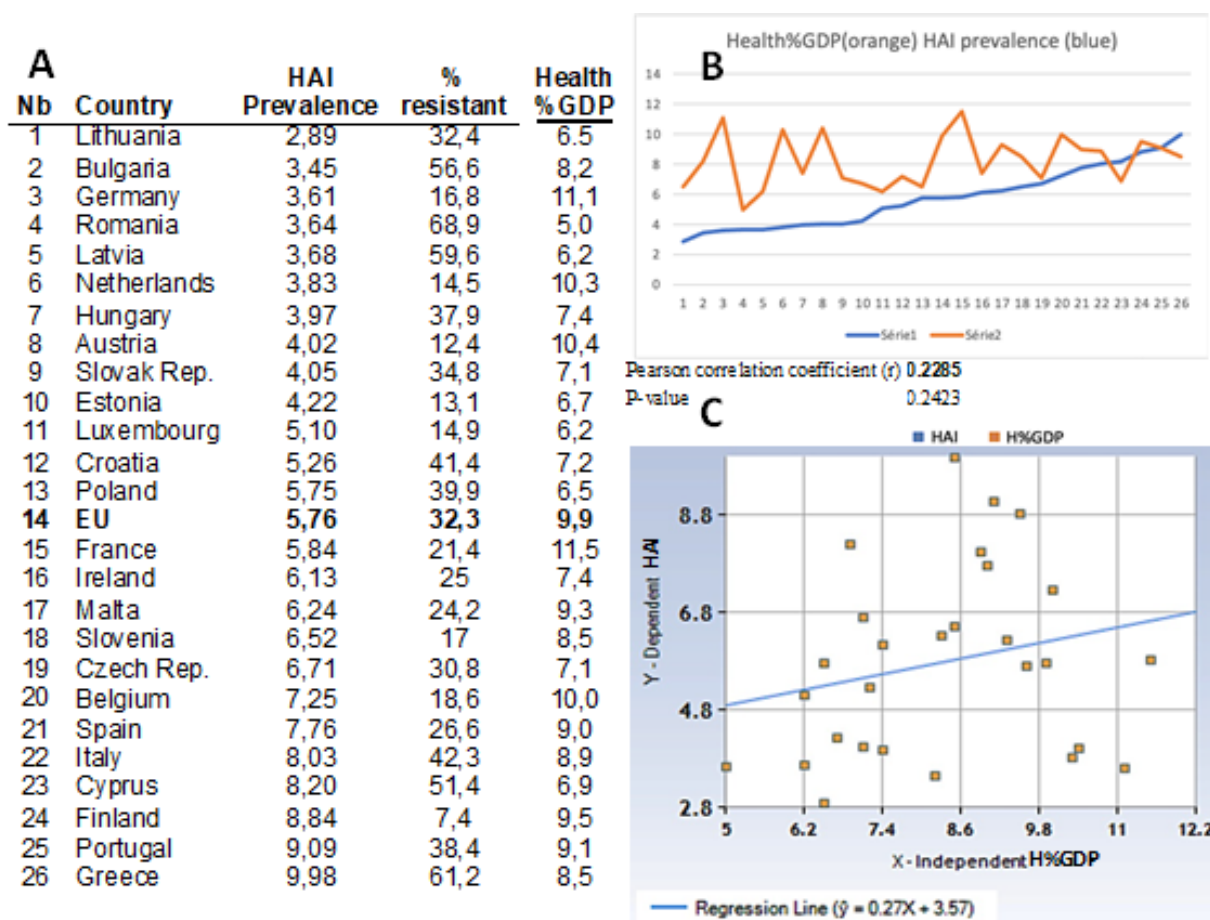 A
HAI % Health
Nb Country Prevalence resistant % GDP
1 Lithuania 2,89 32,4 6.5
2 Bulgaria 3,45 56,6 8,2
3 Germany 3,61 16,8 11,1
4 Romania 3,64 68,9 5,0
5 Latvia 3,68 59,6 6,2
6 Netherlands 3,83 14,5 10,3
7 Hungary 3,97 37,9 7,4
8 Austria 4,02 12,4 10,4
9 Slovak Rep. 4,05 34,8 7,1
10 Estonia 4,22 13,1 6,7
11 Luxembourg 5,10 14,9 6,2
12 Croatia 5,26 41,4 7,2
13 Poland 5,75 39,9 6,5
14 EU 5,76 32,3 9,9
15 France 5,84 21,4 11,5
16 Ireland 6,13 25 7,4
17 Malta 6,24 24,2 9,3
18 Slovenia 6,52 17 8,5
19 Czech Rep. 6,71 30,8 7,1
20 Belgium 7,25 18,6 10,0
21 Spain 7,76 26,6 9,0
22 Italy 8,03 42,3 8,9
23 Cyprus 8,20 51,4 6,9
24 Finland 8,84 7,4 9,5
25 Portugal 9,09 38,4 9,1
26 Greece 9,98 61,2 8,5
Health%GDP(orange) HAI prevalence (blue)
B
14
12
10
8
6
4
2
0
1 2 3 4 5 6 7 8 9 10 11 12 13 14 15 16 17 18 19 20 21 22 23 24 25 26
Série1 Série2
Pearson correlation coefficient (r) 0.2285
P-value 0.2423
C
HAI H%GDP
Y - Dependent HAI
8.8
6.8
4.8
2.8
5 6.2 7.4 8.6 9.8 11 12.2
X - Independent H%GDP
Regression Line (ŷ = 0.27X + 3.57)